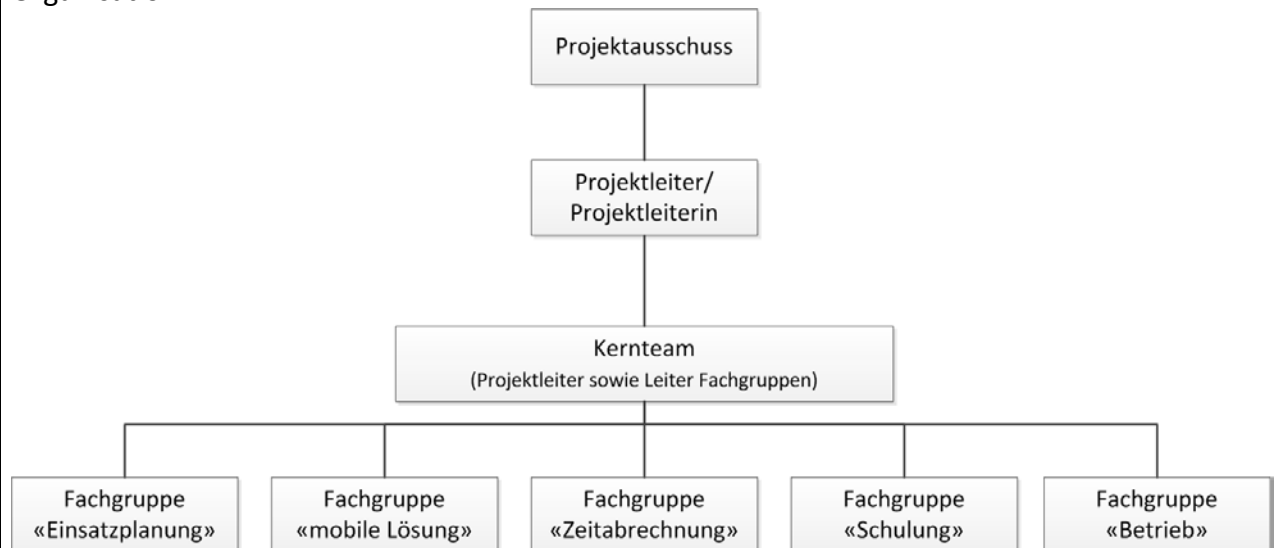 Projektausschuss
Projektleiter/
Projektleiterin
Kernteam
(Projektleiter sowie Leiter Fachgruppen)
Fachgruppe
«Einsatzplanung»
Fachgruppe
«mobile Lösung»
Fachgruppe
«Zeitabrechnung»
Fachgruppe
«Schulung»
Fachgruppe
«Betrieb»